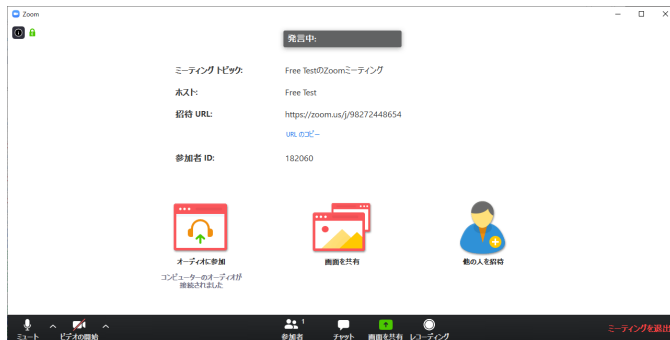 Zoom
発言中:
ミーティング トピック: Free TestのZoomミーティング
ホスト: Free Test
招待 URL: https://zoom.us/j/98272448654
URL のコピー
参加者 ID: 182060
オーディオに参加 画面を共有 他の人を招待
コンピューターのオーディオが
接続されました
1
ミュート ビデオの開始 参加者 チャット 画面を共有 レコーディング ミーティングを退出